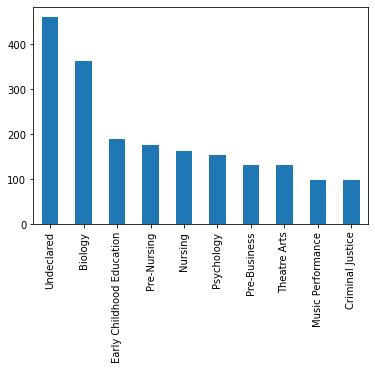 400
300
200
100
0
Undeclared
Biology
Early Childhood Education
Pre-Nursing
Nursing
Psychology
Pre-Business
Theatre Arts
Music Performance
Criminal Justice